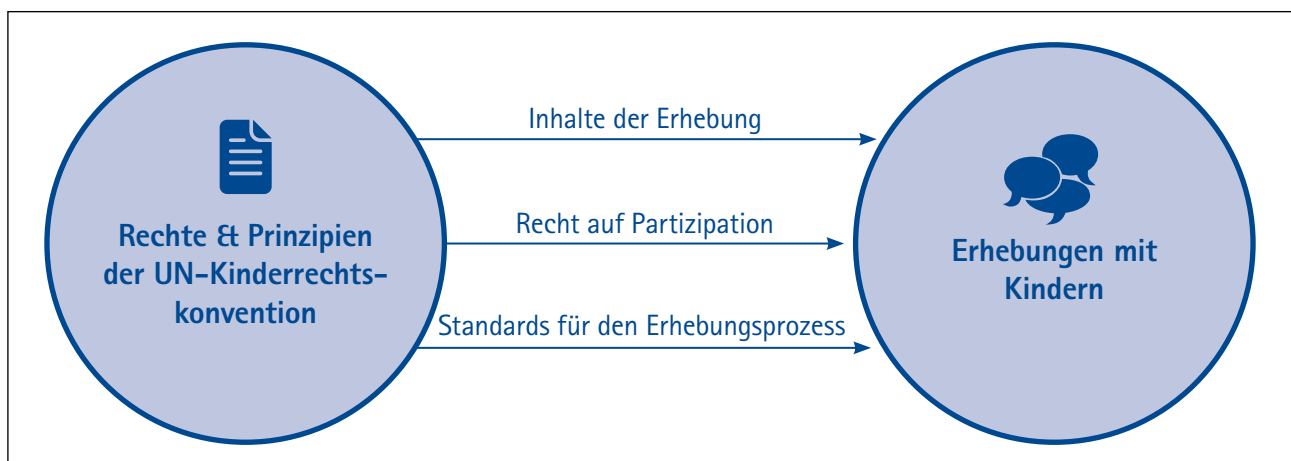 Inhalte der Erhebung
Recht auf Partizipation
Standards für den Erhebungsprozess
Rechte & Prinzipien
der UN-Kinderrechts-
konvention
Erhebungen mit
Kindern